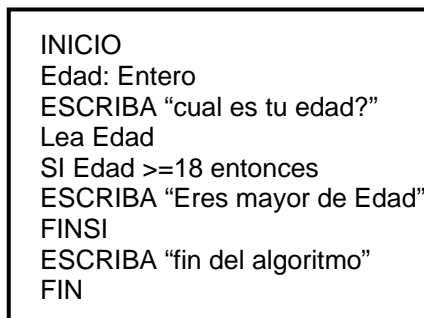 INICIO
Edad: Entero
ESCRIBA “cual es tu edad?”
Lea Edad
SI Edad >=18 entonces
ESCRIBA “Eres mayor de Edad”
FINSI
ESCRIBA “fin del algoritmo”
FIN